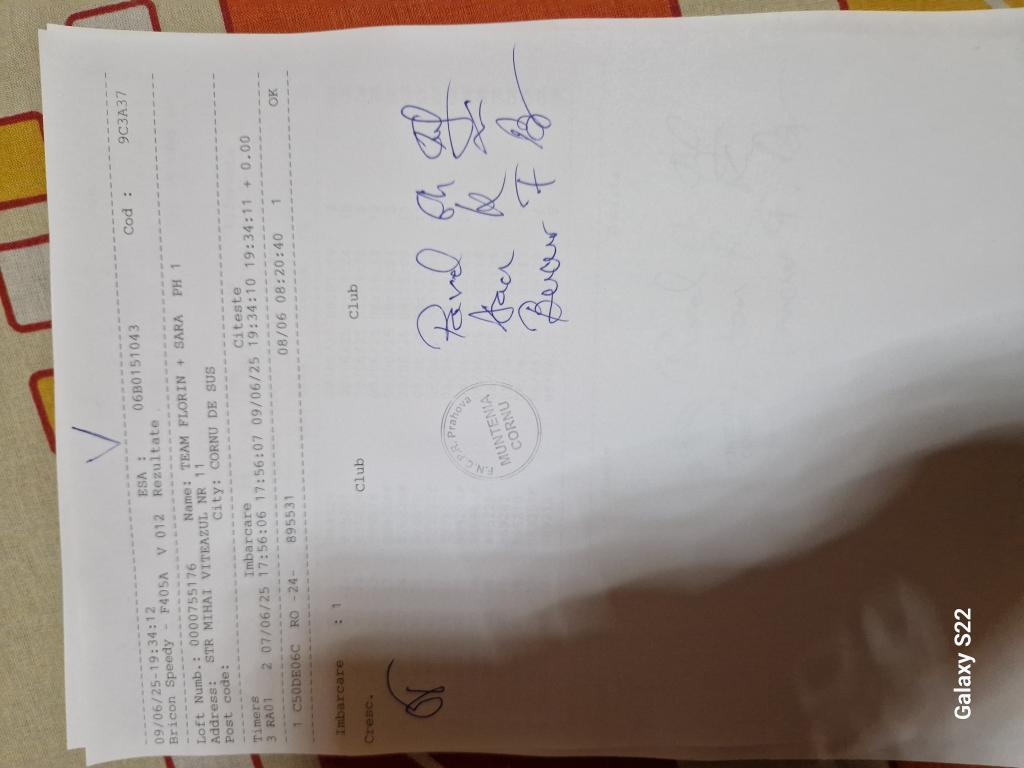 09/06/25-19:34:12 ESA : 06B0151043 Cod : 9C3A37
Bricon Speedy - F405A V 012 Rezultate
Loft Numb.: 0000755176 Name: TEAM FLORIN + SARA PH 1
Address: STR MIHAI VITEAZUL NR 11
Post code: City: CORNU DE SUS
Timers Imbarcare Citeste
3 RA01 2 07/06/25 17:56:06 17:56:07 09/06/25 19:34:10 19:34:11 + 0.00
1 C50DE06C RO -24- 895531 08/06 08:20:40 1 OK
Imbarcare : 1
Cresc. Club Club
F.N.C.P.R. Prahova
MUNTENIA
CORNU
Pavel Gh
Galaxy S22